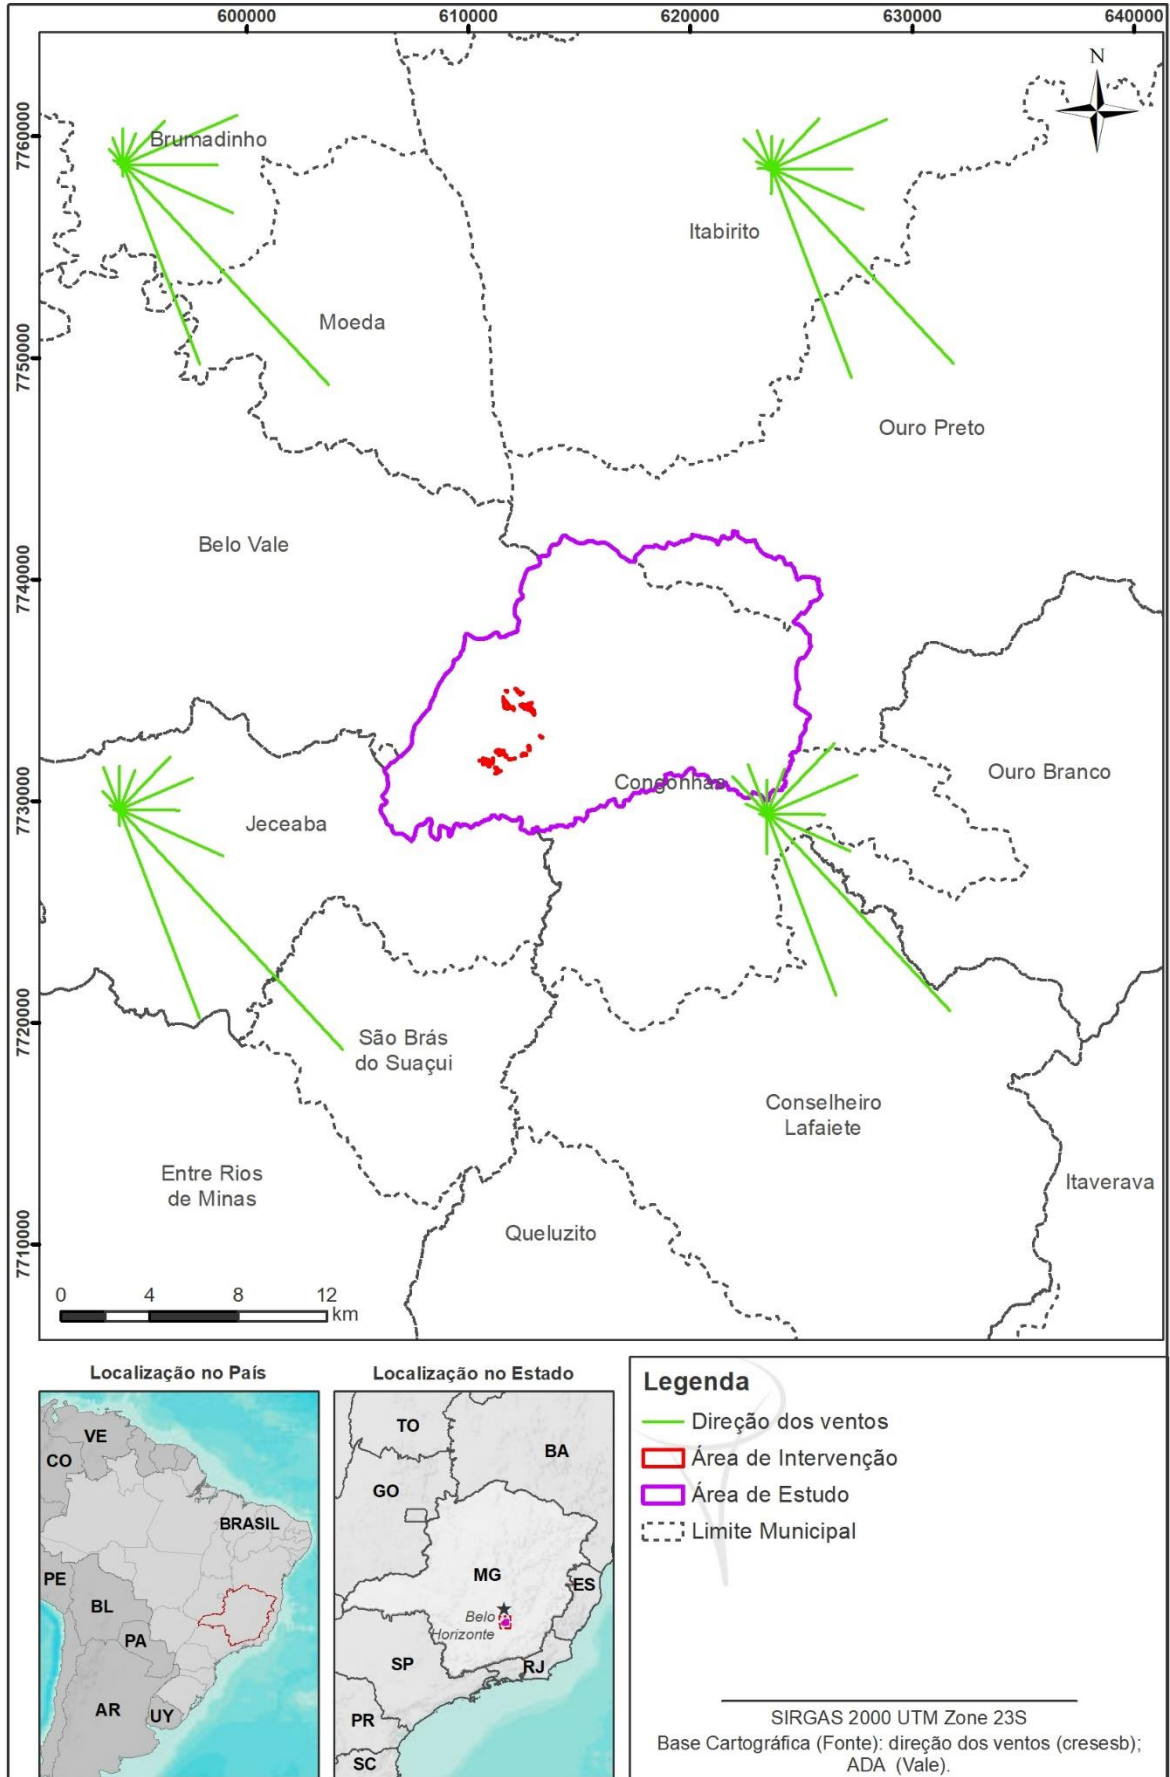 600000
610000
620000
630000
640000
N
7760000
7750000
7740000
7730000
7720000
7710000
Brumadinho
Itabirito
Moeda
Ouro Preto
Belo Vale
Congonhas
Ouro Branco
Jeceaba
São Brás
do Suaçui
Conselheiro
Lafaiete
Entre Rios
de Minas
Itaverava
Queluzito
0 4 8 12
km
Localização no País
VE
CO
BRASIL
PE
BL
PA
AR
UY
Localização no Estado
TO
BA
GO
MG
ES
Belo
Horizonte
SP
RJ
PR
SC
Legenda
Direção dos ventos
Área de Intervenção
Área de Estudo
Limite Municipal
SIRGAS 2000 UTM Zone 23S
Base Cartográfica (Fonte): direção dos ventos (cresesb);
ADA (Vale).